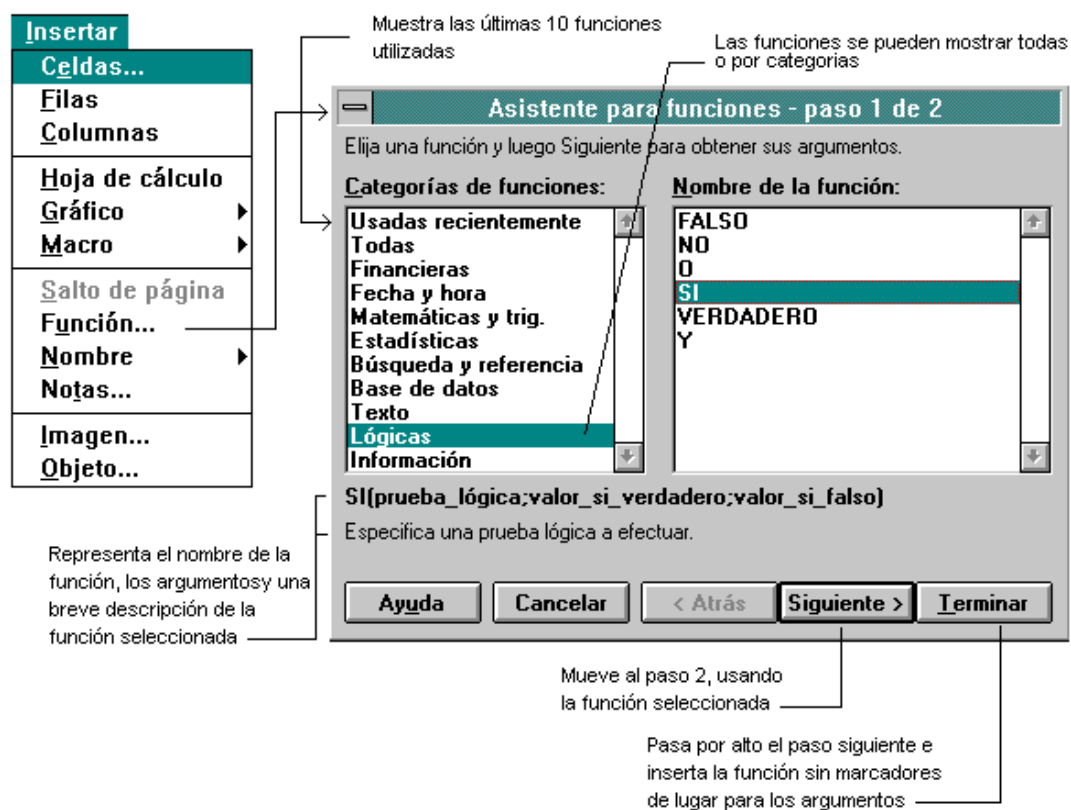 Insertar
Celdas...
Filas
Columnas
Hoja de cálculo
Gráfico
Macro
Salto de página
Función...
Nombre
Notas...
Imagen...
Objeto...
Muestra las últimas 10 funciones
utilizadas
Las funciones se pueden mostrar todas
o por categorias
Asistente para funciones - paso 1 de 2
Elija una función y luego Siguiente para obtener sus argumentos.
Categorías de funciones:
Usadas recientemente
Todas
Financieras
Fecha y hora
Matemáticas y trig.
Estadísticas
Búsqueda y referencia
Base de datos
Texto
Lógicas
Información
Nombre de la función:
FALSO
NO
O
SI
VERDADERO
Y
SI(prueba_lógica;valor_si_verdadero;valor_si_falso)
Especifica una prueba lógica a efectuar.
Ayuda
Cancelar
< Atrás
Siguiente >
Terminar
Representa el nombre de la
función, los argumentosy una
breve descripción de la
función seleccionada
Mueve al paso 2, usando
la función seleccionada
Pasa por alto el paso siguiente e
inserta la función sin marcadores
de lugar para los argumentos